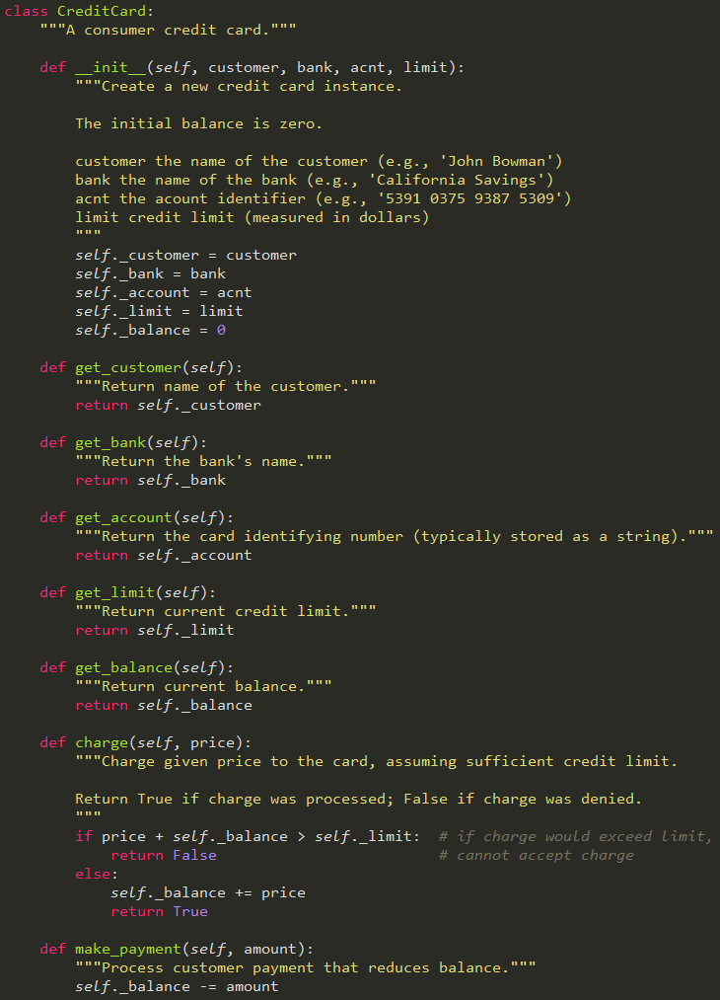 class CreditCard:
    """A consumer credit card."""

    def __init__(self, customer, bank, acnt, limit):
        """Create a new credit card instance.

        The initial balance is zero.

        customer the name of the customer (e.g., 'John Bowman')
        bank the name of the bank (e.g., 'California Savings')
        acnt the acount identifier (e.g., '5391 0375 9387 5309')
        limit credit limit (measured in dollars)
        """
        self._customer = customer
        self._bank = bank
        self._account = acnt
        self._limit = limit
        self._balance = 0

    def get_customer(self):
        """Return name of the customer."""
        return self._customer

    def get_bank(self):
        """Return the bank's name."""
        return self._bank

    def get_account(self):
        """Return the card identifying number (typically stored as a string)."""
        return self._account

    def get_limit(self):
        """Return current credit limit."""
        return self._limit

    def get_balance(self):
        """Return current balance."""
        return self._balance

    def charge(self, price):
        """Charge given price to the card, assuming sufficient credit limit.

        Return True if charge was processed; False if charge was denied.
        """
        if price + self._balance > self._limit:  # if charge would exceed limit,
            return False                         # cannot accept charge
        else:
            self._balance += price
            return True

    def make_payment(self, amount):
        """Process customer payment that reduces balance."""
        self._balance -= amount